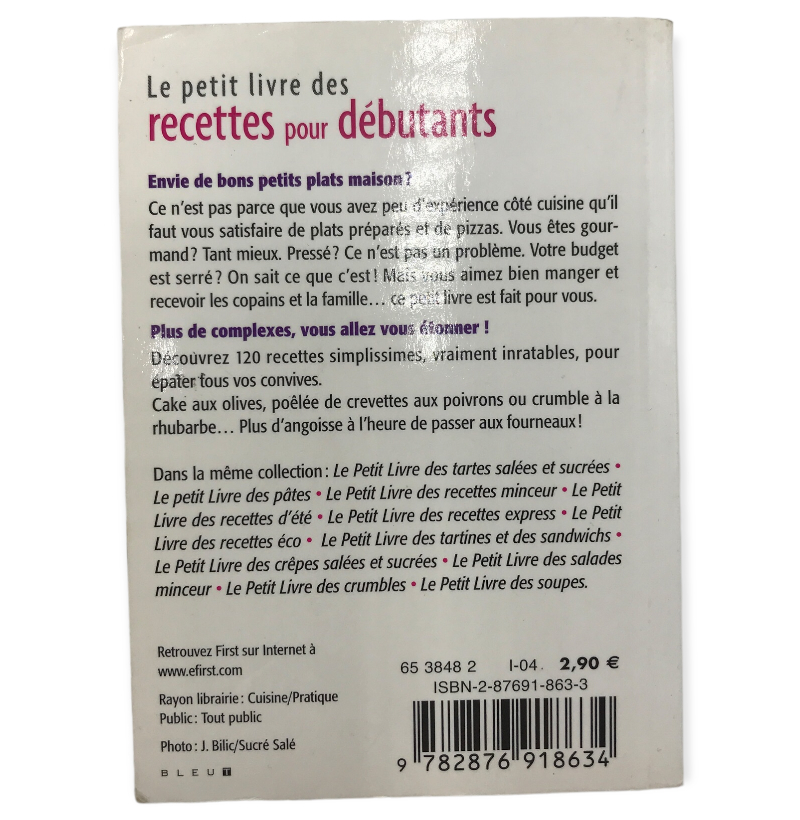 Le petit livre des
recettes pour débutants
Envie de bons petits plats maison ?
Ce n'est pas parce que vous avez peu d'expérience côté cuisine qu'il
faut vous satisfaire de plats préparés et de pizzas. Vous êtes gour-
mand ? Tant mieux. Pressé ? Ce n'est pas un problème. Votre budget
est serré ? On sait ce que c'est ! Mais vous aimez bien manger et
recevoir les copains et la famille... ce petit livre est fait pour vous.
Plus de complexes, vous allez vous étonner !
Découvrez 120 recettes simplissimes, vraiment inratables, pour
épater tous vos convives.
Cake aux olives, poêlée de crevettes aux poivrons ou crumble à la
rhubarbe... Plus d'angoisse à l'heure de passer aux fourneaux !
Dans la même collection : Le Petit Livre des tartes salées et sucrées •
Le petit Livre des pâtes • Le Petit Livre des recettes minceur • Le Petit
Livre des recettes d'été • Le Petit Livre des recettes express • Le Petit
Livre des recettes éco • Le Petit Livre des tartines et des sandwichs •
Le Petit Livre des crêpes salées et sucrées • Le Petit Livre des salades
minceur • Le Petit Livre des crumbles • Le Petit Livre des soupes.
Retrouvez First sur Internet à
www.efirst.com
Rayon librairie : Cuisine/Pratique
Public : Tout public
Photo : J. Bilic/Sucré Salé
BLEU T
65 3848 2 I-04. 2,90 €
ISBN-2-87691-863-3
9 782876 918634